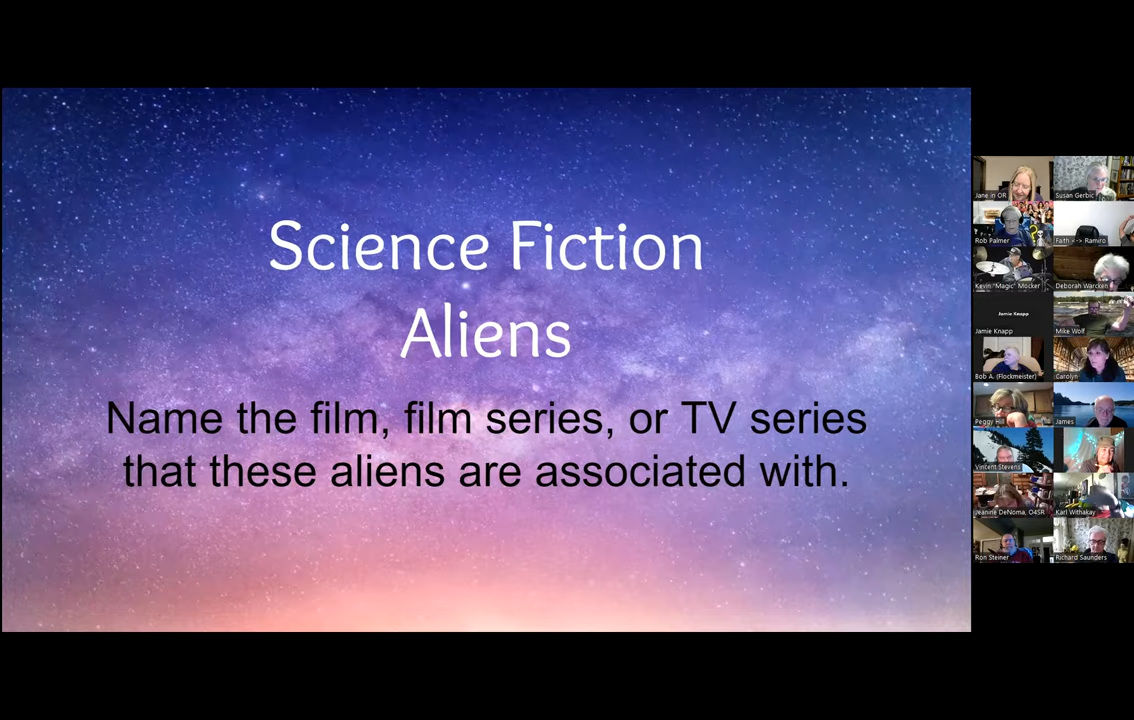 Science Fiction
Aliens
Name the film, film series, or TV series
that these aliens are associated with.
Jane in OR
Susan Gerbic
Rob Palmer
Faith <-> Ramiro
Kevin "Magic" Mocker
Deborah Warcken
Jamie Knapp
Jamie Knapp
Mike Wolf
Bob A. (Flockmeister)
Carolyn
Peggy Hill
James
Vincent Stevens
Jeanine DeNoma, O4SR
Karl Withakay
Ron Steiner
Richard Saunders